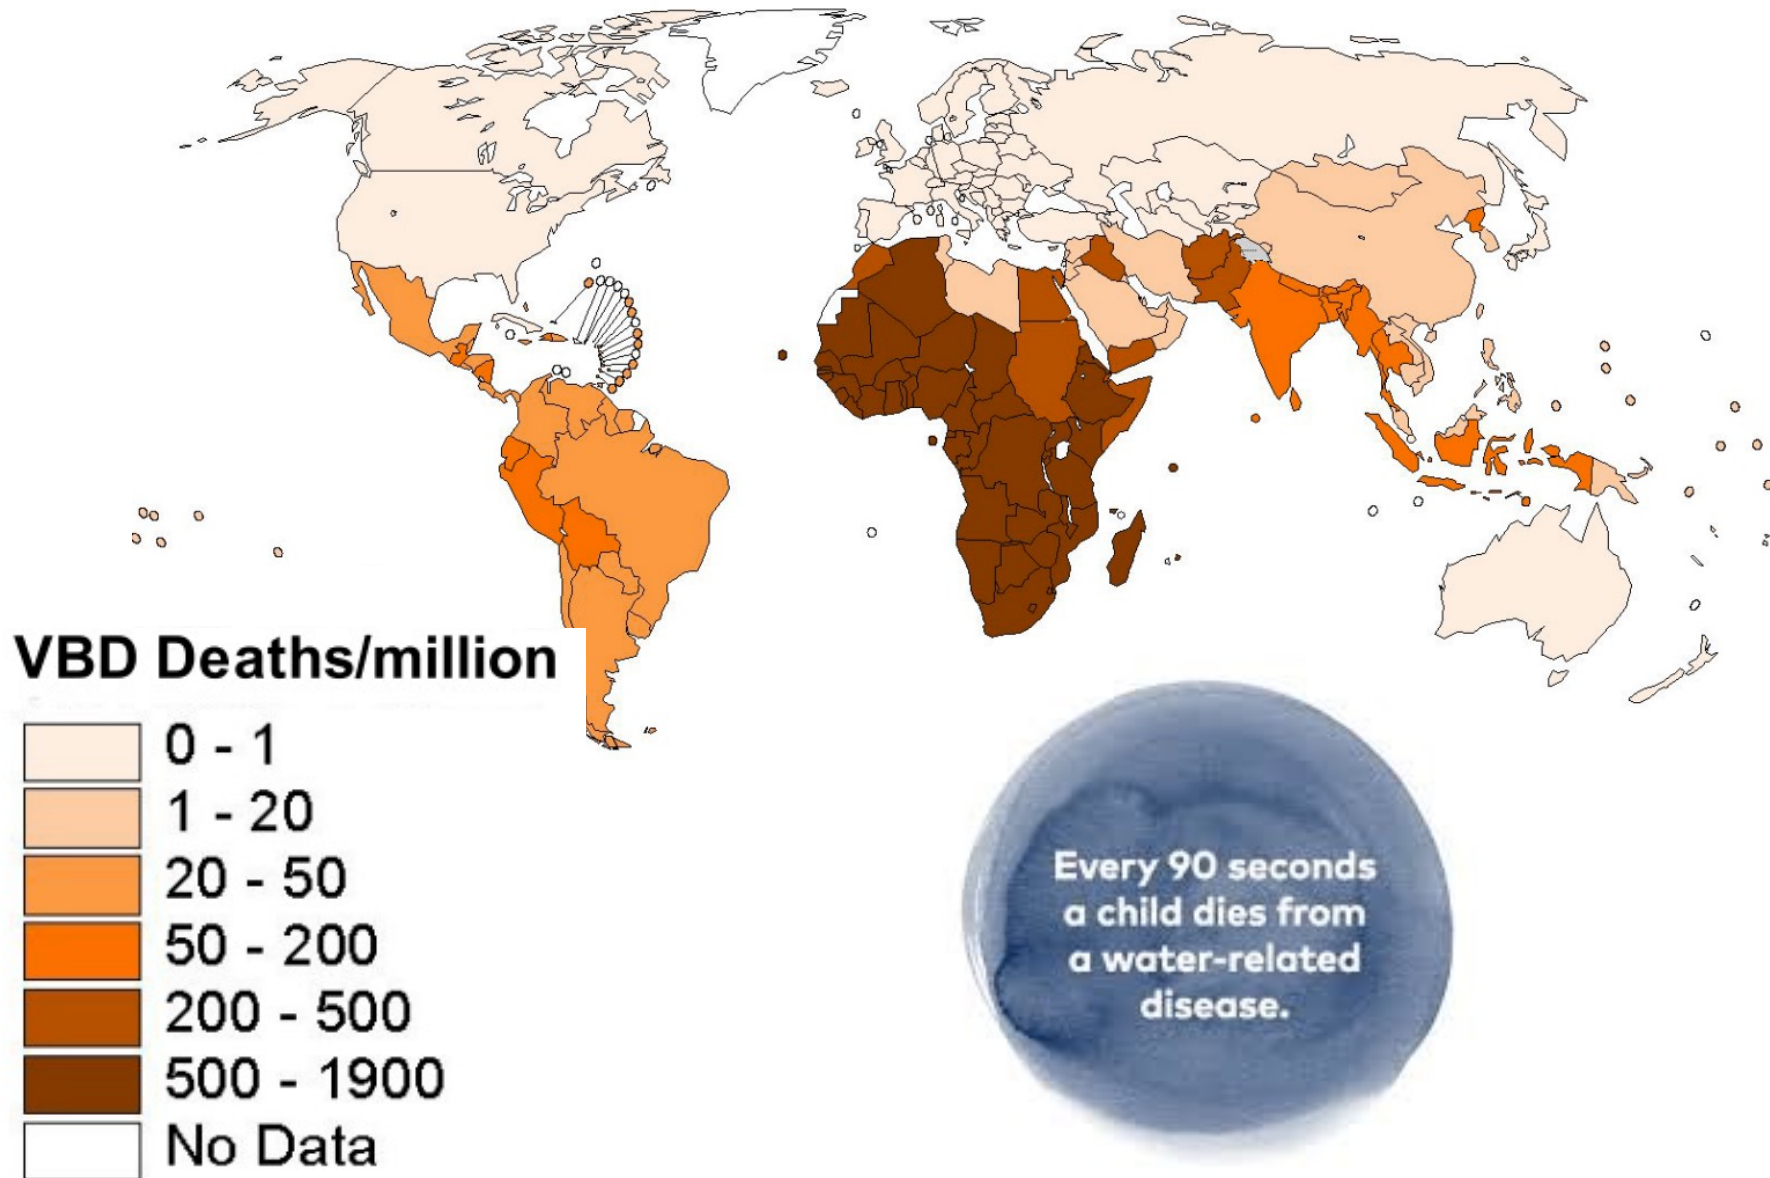 VBD Deaths/million
0 - 1
1 - 20
20 - 50
50 - 200
200 - 500
500 - 1900
No Data
Every 90 seconds
a child dies from
a water-related
disease.